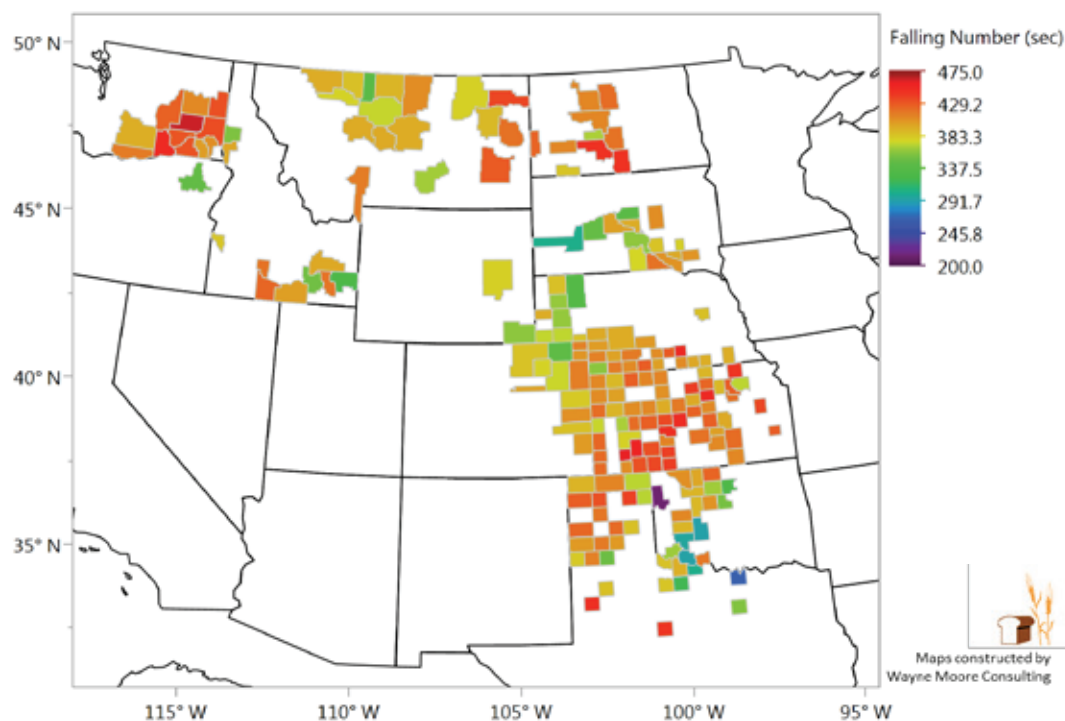 Falling Number (sec)
475.0
429.2
383.3
337.5
291.7
245.8
200.0
50° N
45° N
40° N
35° N
115° W
110° W
105° W
100° W
95° W
Maps constructed by
Wayne Moore Consulting